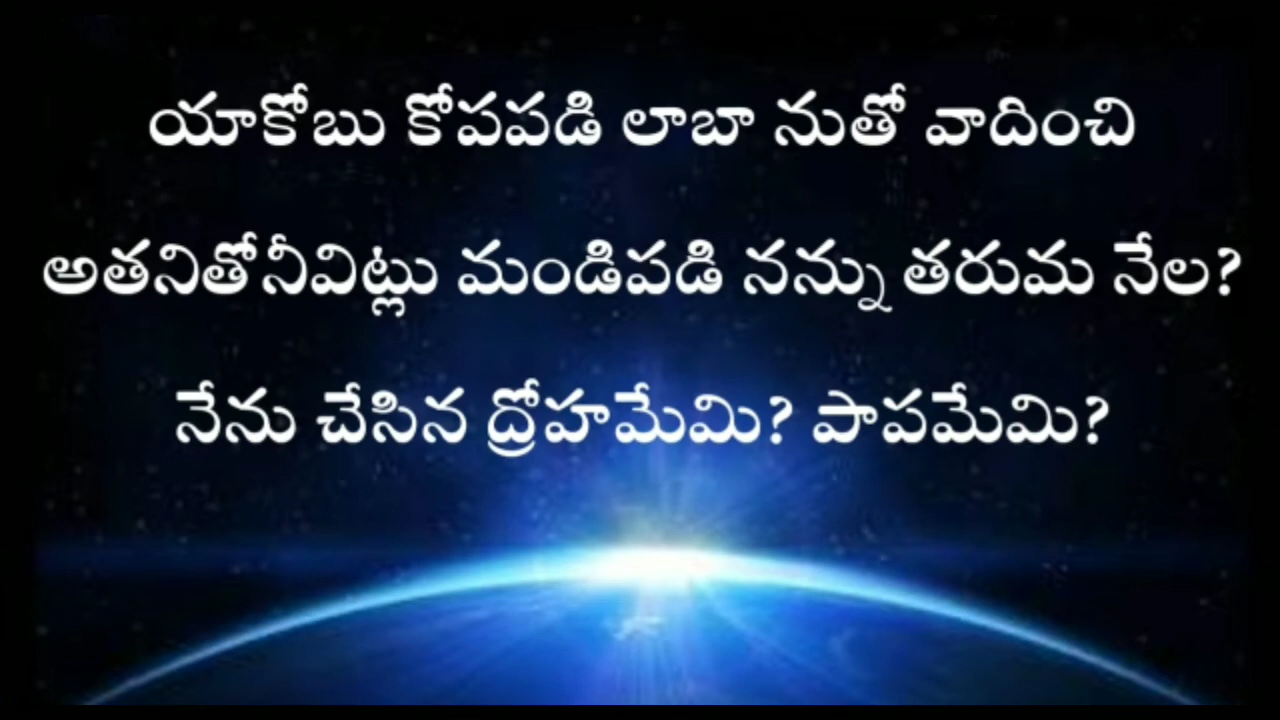 యాకోబు కోపపడి లాబా నుతో వాదించి
అతనితోనీవిట్లు మండిపడి నన్ను తరుమ నేల?
నేను చేసిన ద్రోహమేమి? పాపమేమి?